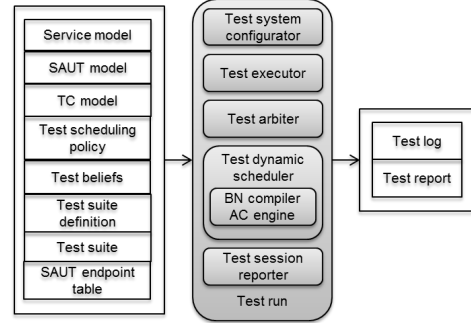 Service model
SAUT model
TC model
Test scheduling
policy
Test beliefs
Test suite
definition
Test suite
SAUT endpoint
table
Test system
configurator
Test executor
Test arbiter
Test dynamic
scheduler
BN compiler
AC engine
Test session
reporter
Test run
Test log
Test report